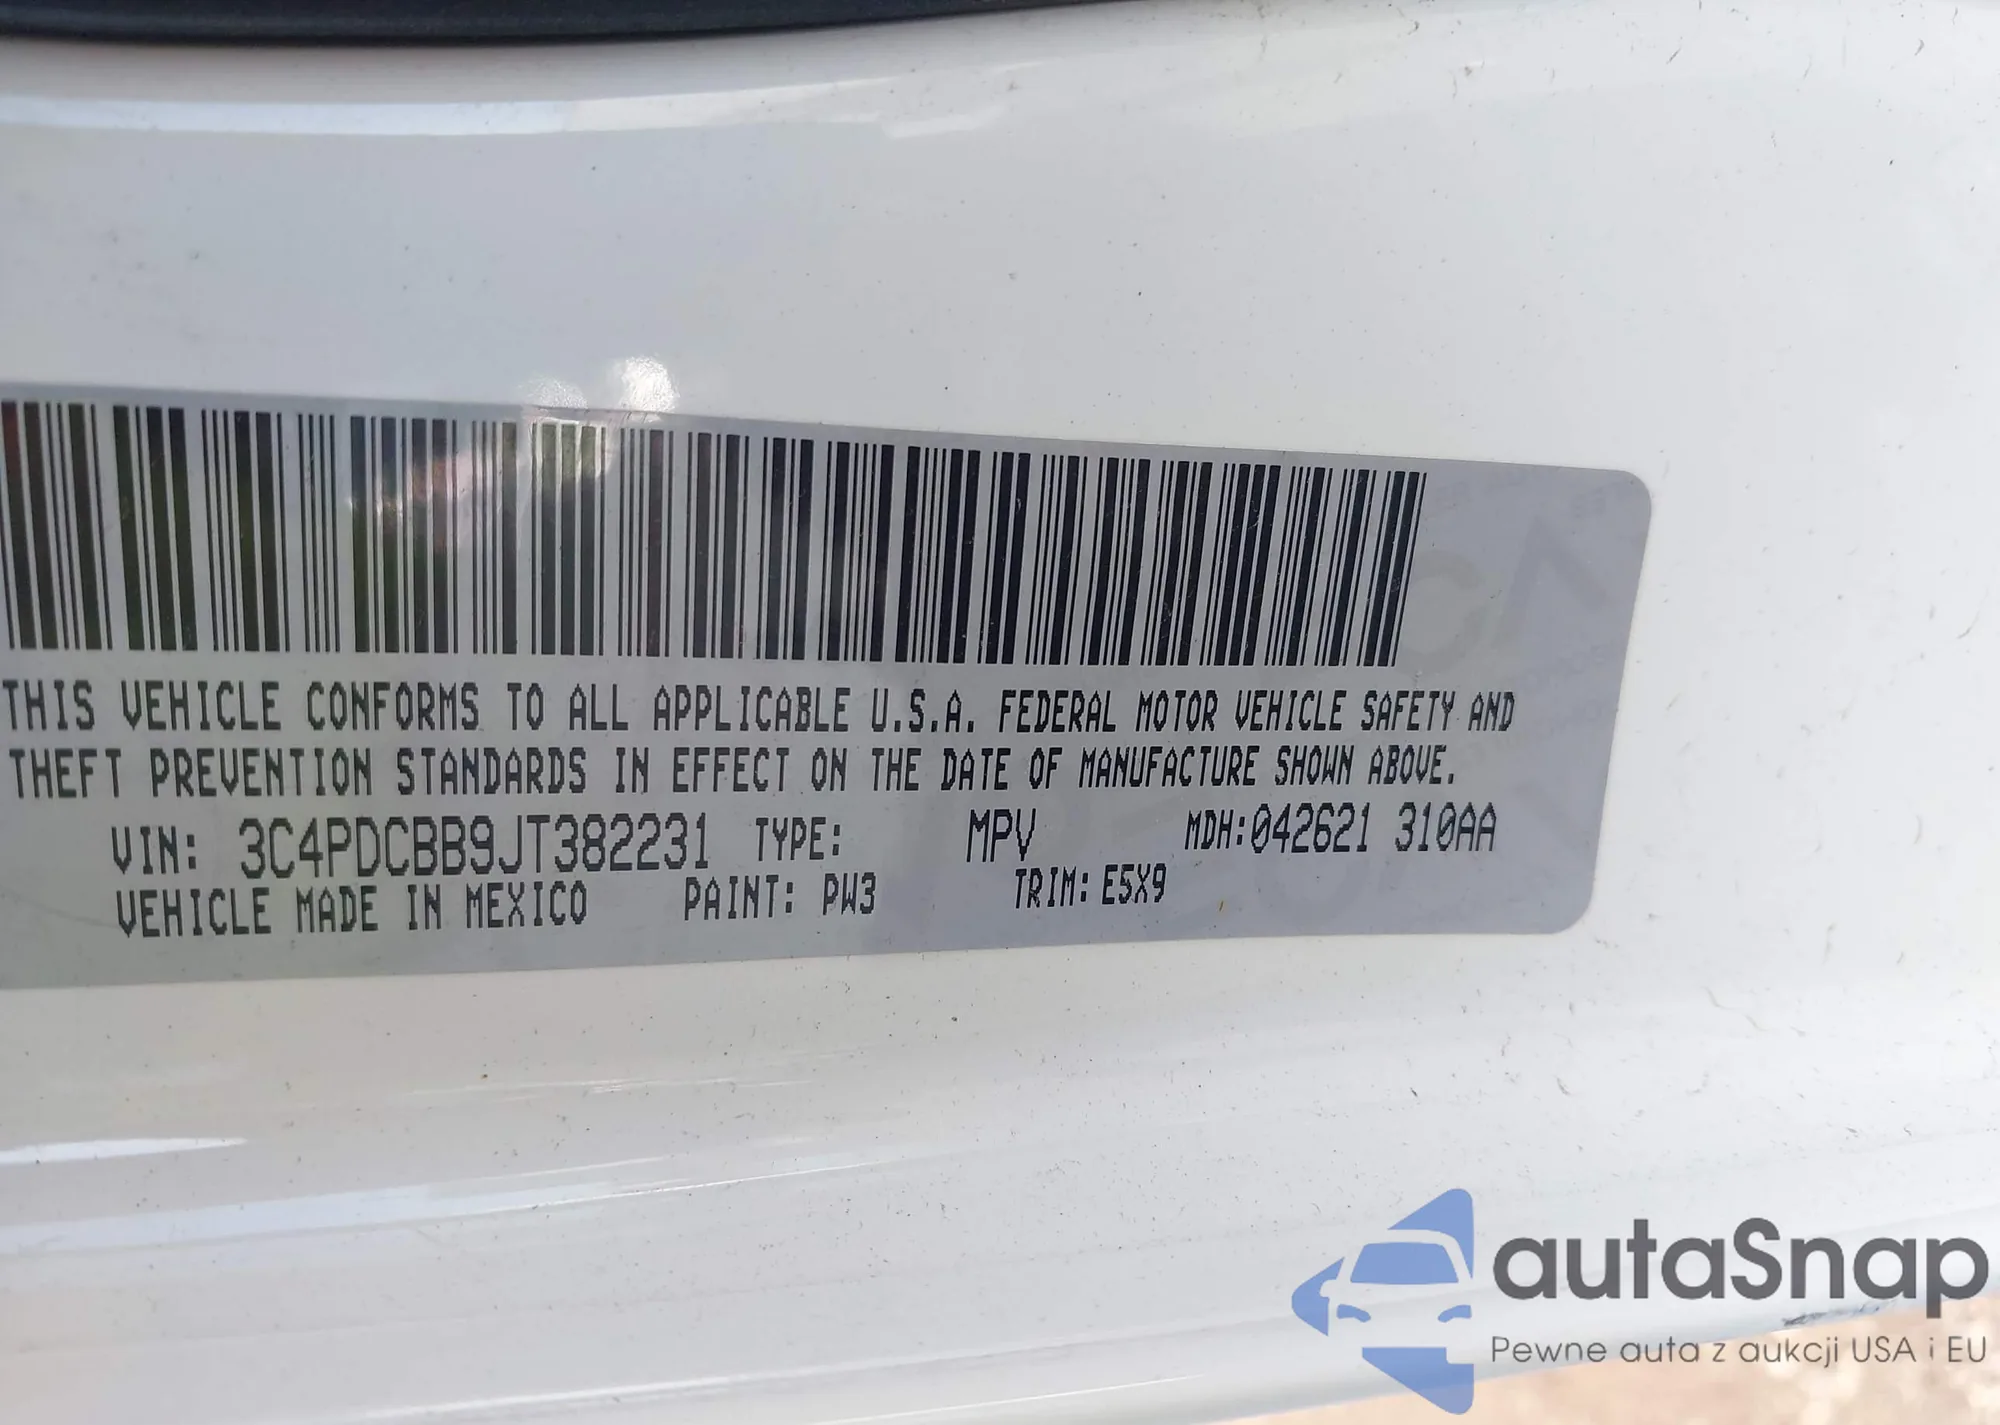 THIS VEHICLE CONFORMS TO ALL APPLICABLE U.S.A. FEDERAL MOTOR VEHICLE SAFETY AND
THEFT PREVENTION STANDARDS IN EFFECT ON THE DATE OF MANUFACTURE SHOWN ABOVE.
VIN: 3C4PDCBB9JT382231 TYPE: MPV MDH:042621 310AA
VEHICLE MADE IN MEXICO PAINT: PW3 TRIM: E5X9
autaSnap
Pewne auta z aukcji USA i EU